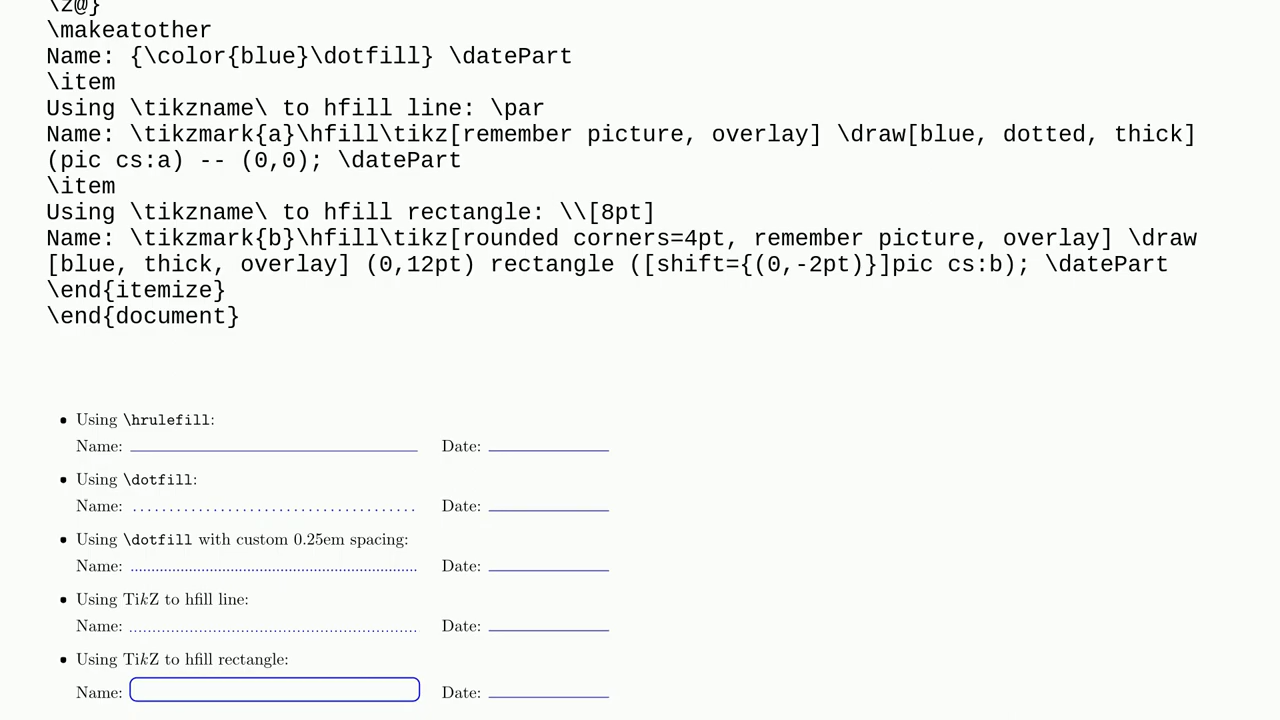 \z@}
\makeatother
Name: {\color{blue}\dotfill} \datePart
\item
Using \tikzname\ to hfill line: \par
Name: \tikzmark{a}\hfill\tikz[remember picture, overlay] \draw[blue, dotted, thick]
(pic cs:a) -- (0,0); \datePart
\item
Using \tikzname\ to hfill rectangle: \\[8pt]
Name: \tikzmark{b}\hfill\tikz[rounded corners=4pt, remember picture, overlay] \draw
[blue, thick, overlay] (0,12pt) rectangle ([shift={(0,-2pt)}]pic cs:b); \datePart
\end{itemize}
\end{document}
• Using \hrulefill:
Name: Date:
• Using \dotfill:
Name: Date:
• Using \dotfill with custom 0.25em spacing:
Name: Date:
• Using TikZ to hfill line:
Name: Date:
• Using TikZ to hfill rectangle:
Name: Date: